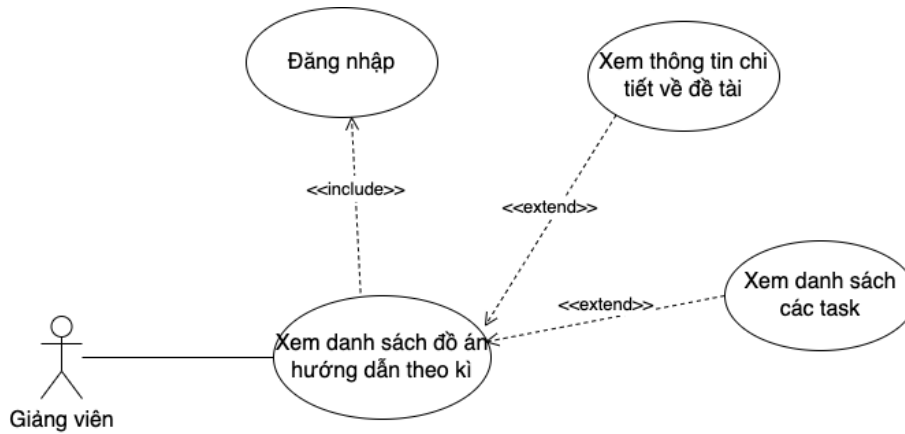 Đăng nhập
Xem thông tin chi
tiết về đề tài
<<include>>
<<extend>>
Xem danh sách
các task
<<extend>>
Xem danh sách đồ án
hướng dẫn theo kì
Giảng viên